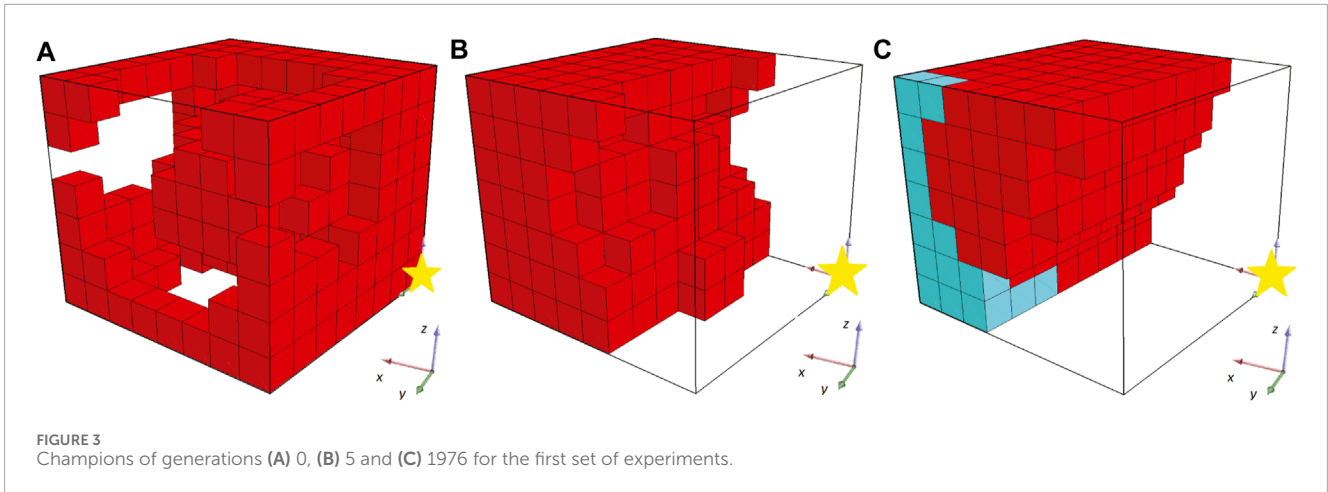 A
B
C
z
x
y
z
x
y
z
x
y
FIGURE 3
Champions of generations (A) 0, (B) 5 and (C) 1976 for the first set of experiments.